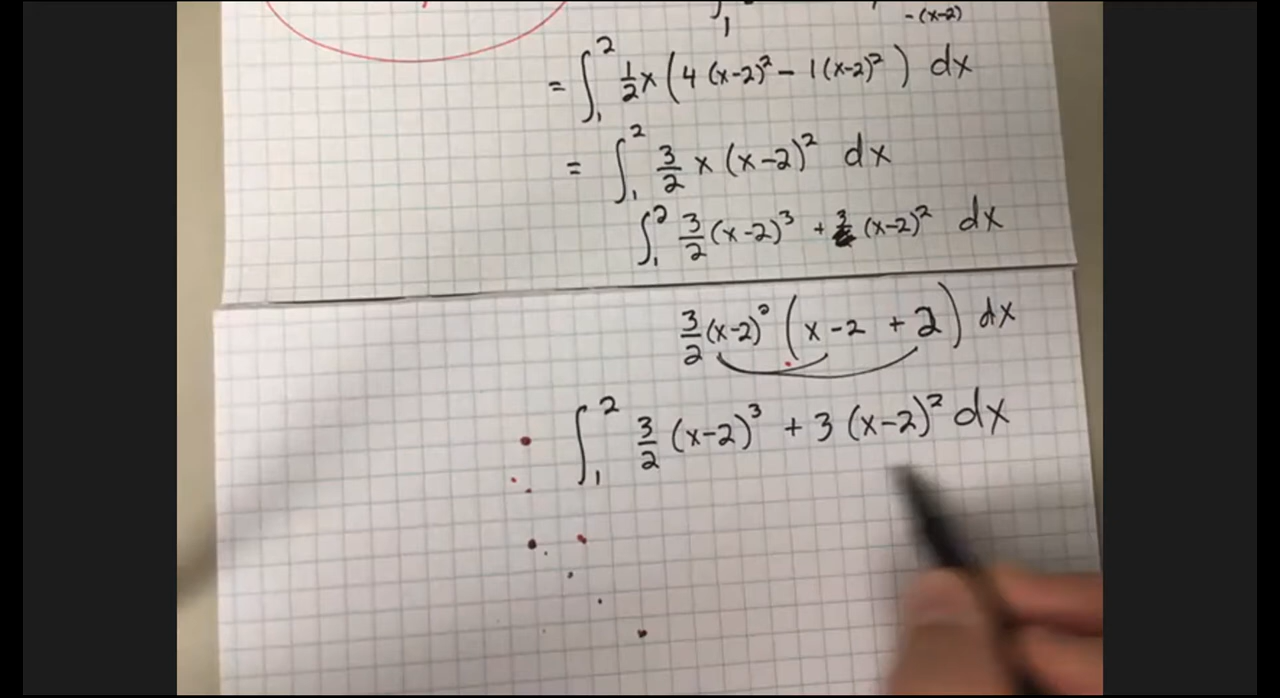 ∫₁ - (x-2)
= ∫₁² ½x (4(x-2)² - 1(x-2)²) dx
= ∫₁² 3/2 x (x-2)² dx
∫₁² 3/2 (x-2)³ + (x-2)² dx
3/2 (x-2)² (x-2 + 2) dx
∫₁² 3/2 (x-2)³ + 3 (x-2)² dx